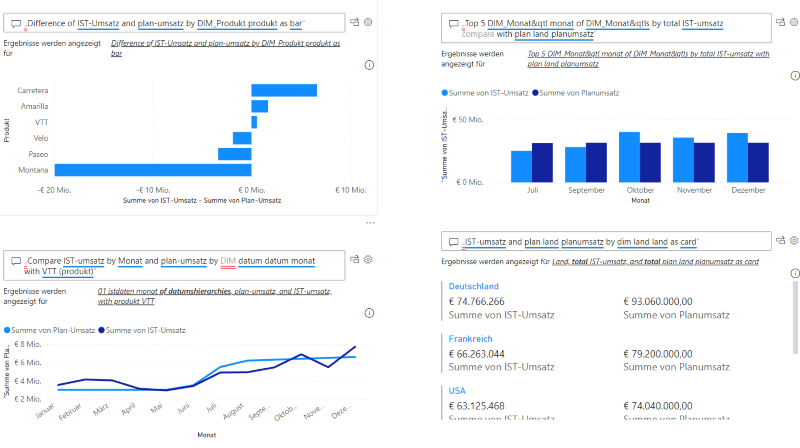 „Difference of IST-Umsatz and plan-umsatz by DIM_Produkt produkt as bar"
Ergebnisse werden angezeigt
für
Difference of IST-Umsatz and plan-umsatz by DIM_Produkt produkt as
bar
Produkt
Carretera
Amarilla
VTT
Velo
Paseo
Montana
-€ 20 Mio.
-€ 10 Mio.
€ 0 Mio.
€ 10 Mio.
Summe von IST-Umsatz - Summe von Plan-Umsatz
„Top 5 DIM_Monat&qtl monat of DIM_Monat&qtls by total IST-umsatz
compare with plan land planumsatz"
Ergebnisse werden
angezeigt für
Top 5 DIM_Monat&qtl monat of DIM_Monat&qtls by total IST-umsatz with
plan land planumsatz
Summe von IST-Umsatz
Summe von Planumsatz
"Summe von IST-Umsa...
€ 50 Mio.
€ 0 Mio.
Juli
September
Oktober
November
Dezember
Monat
„Compare IST-umsatz by Monat and plan-umsatz by DIM datum datum monat
with VTT (produkt)"
Ergebnisse werden
angezeigt für
01 istdaten monat of datumshierarchies, plan-umsatz, and IST-umsatz,
with produkt VTT
Summe von Plan-Umsatz
Summe von IST-Umsatz
"Summe von Pla...
€ 8 Mio.
€ 6 Mio.
€ 4 Mio.
€ 2 Mio.
Januar
Februar
März
April
Mai
Juni
Juli
August
Septe...
Oktob...
Nove...
Deze...
Monat
„IST-umsatz and plan land planumsatz by dim land land as card"
Ergebnisse werden angezeigt für
Land, total IST-umsatz, and total plan land planumsatz as card
Deutschland
€ 74.766.266
€ 93.060.000,00
Summe von IST-Umsatz
Summe von Planumsatz
Frankreich
€ 66.263.044
€ 79.200.000,00
Summe von IST-Umsatz
Summe von Planumsatz
USA
€ 63.125.468
€ 74.040.000,00
Summe von IST-Umsatz
Summe von Planumsatz